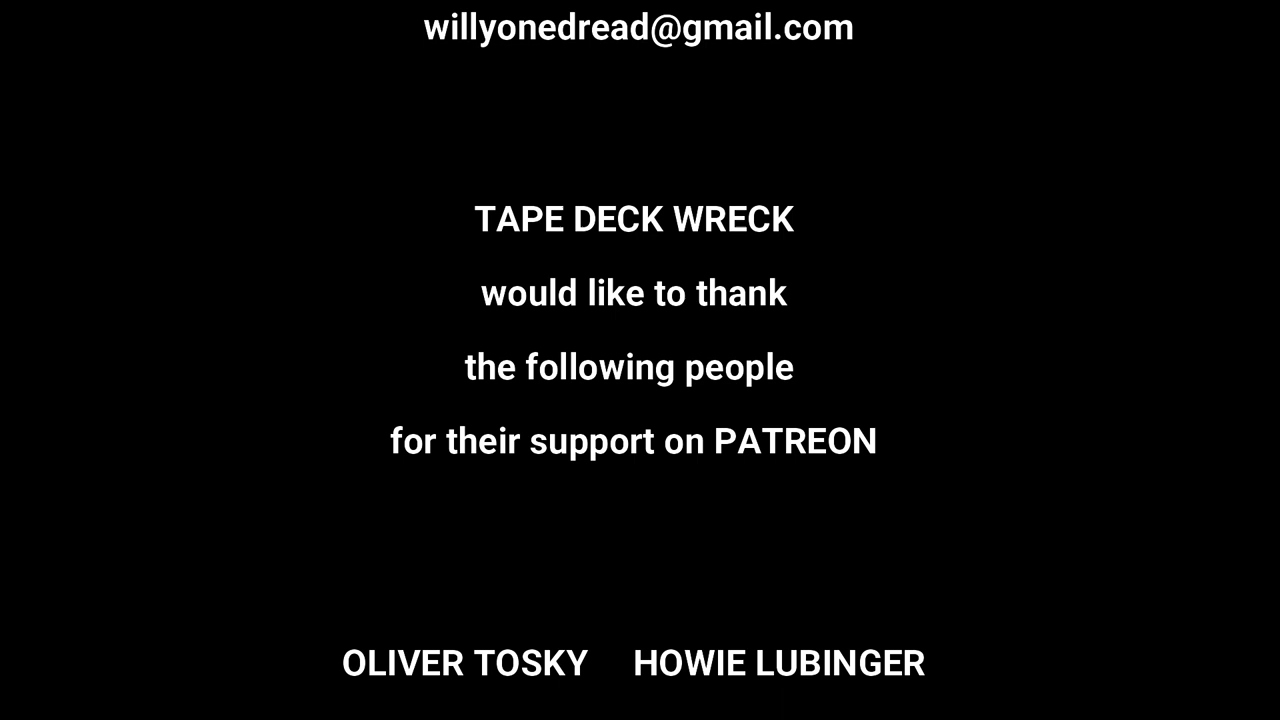 willyonedread@gmail.com
TAPE DECK WRECK
would like to thank
the following people
for their support on PATREON
OLIVER TOSKY HOWIE LUBINGER